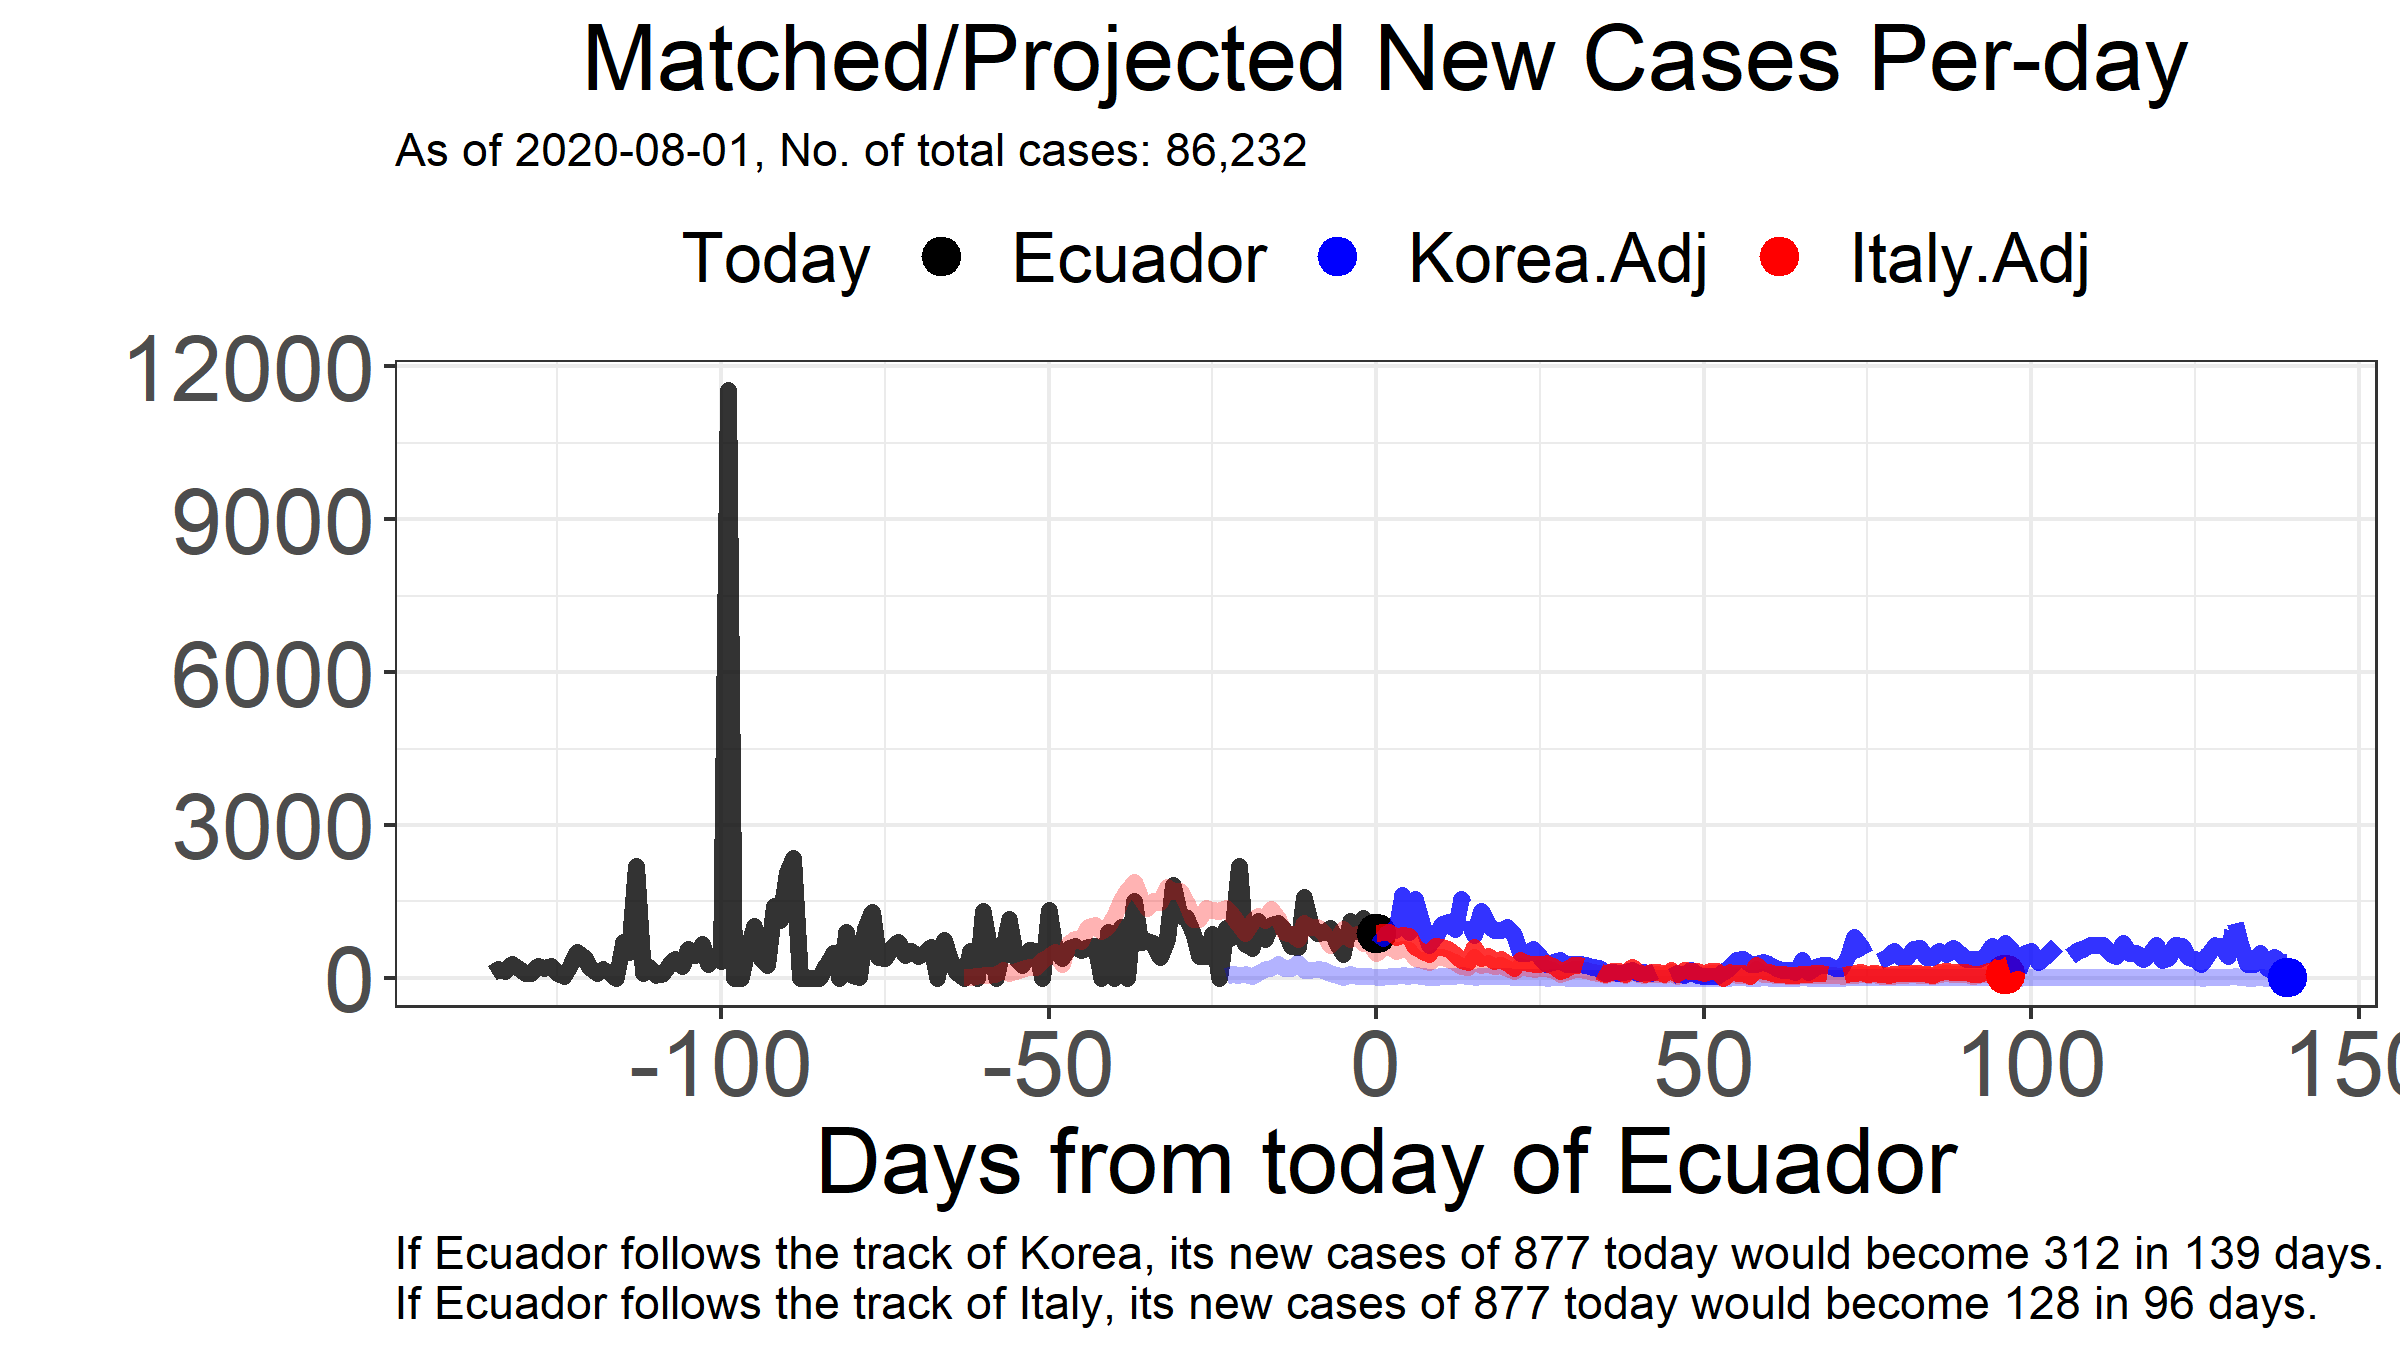 Matched/Projected New Cases Per-day
As of 2020-08-01, No. of total cases: 86,232
Today Ecuador Korea.Adj Italy.Adj
12000
9000
6000
3000
0
-100 -50 0 50 100 150
Days from today of Ecuador
If Ecuador follows the track of Korea, its new cases of 877 today would become 312 in 139 days.
If Ecuador follows the track of Italy, its new cases of 877 today would become 128 in 96 days.